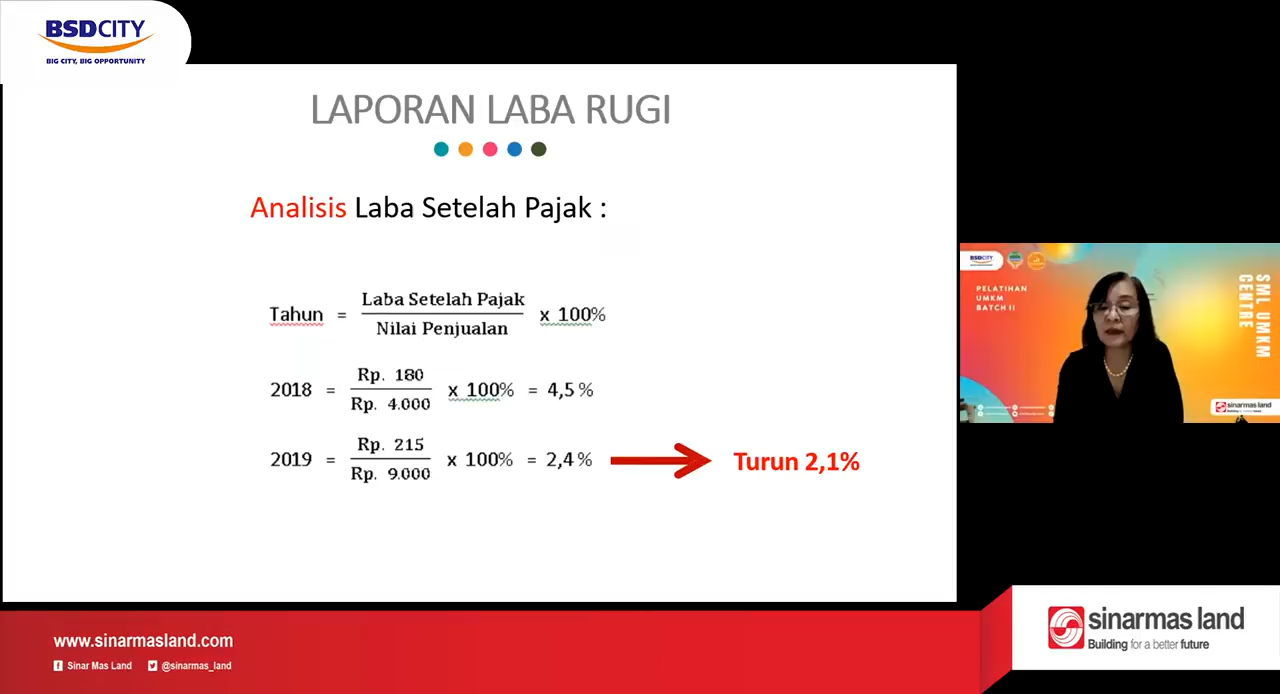 BSDCITY
BIG CITY, BIG OPPORTUNITY
LAPORAN LABA RUGI
Analisis Laba Setelah Pajak :
Tahun = Laba Setelah Pajak / Nilai Penjualan x 100%
2018 = Rp. 180 / Rp. 4.000 x 100% = 4,5 %
2019 = Rp. 215 / Rp. 9.000 x 100% = 2,4 %
Turun 2,1%
BSDCITY
PELATIHAN
UMKM
BATCH II
SML UMKM
CENTRE
sinarmas land
www.sinarmasland.com
Sinar Mas Land
@sinarmas_land
sinarmas land
Building for a better future